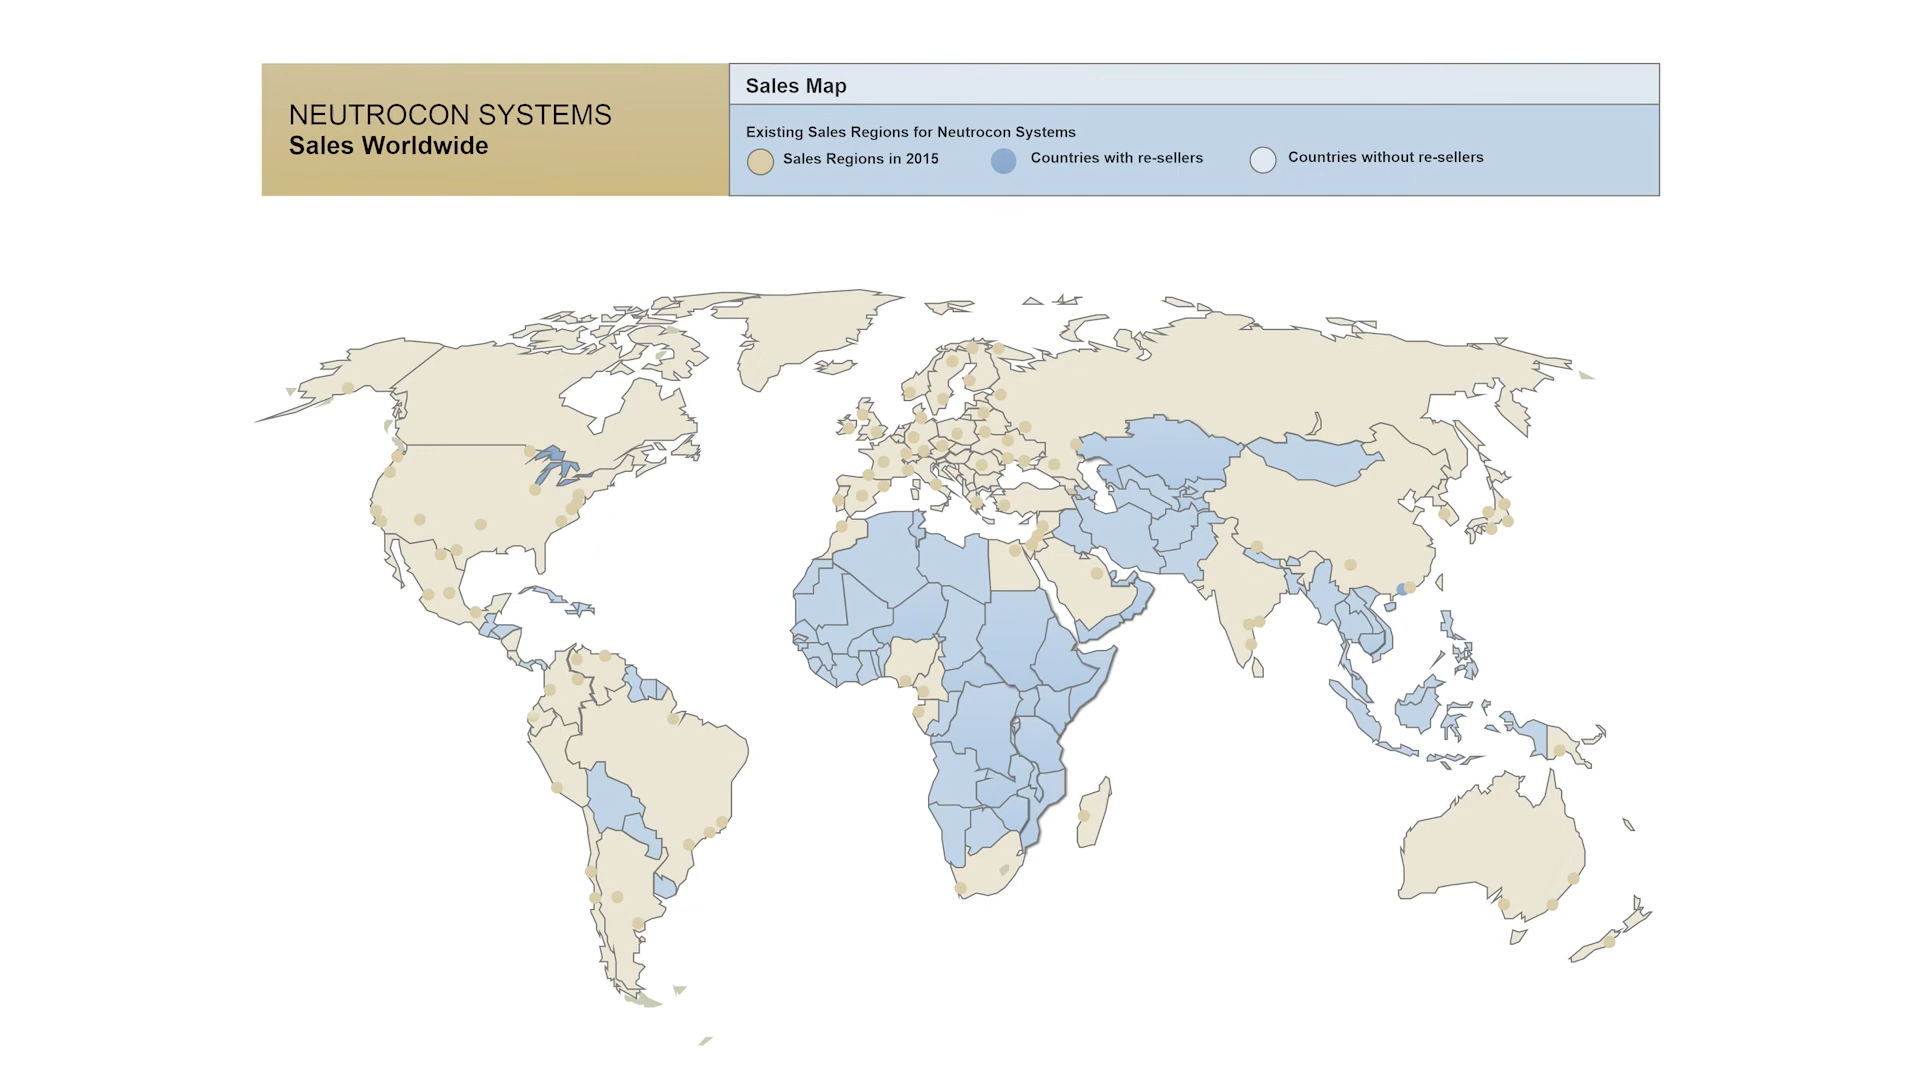 NEUTROCON SYSTEMS
Sales Worldwide
Sales Map
Existing Sales Regions for Neutrocon Systems
Sales Regions in 2015
Countries with re-sellers
Countries without re-sellers